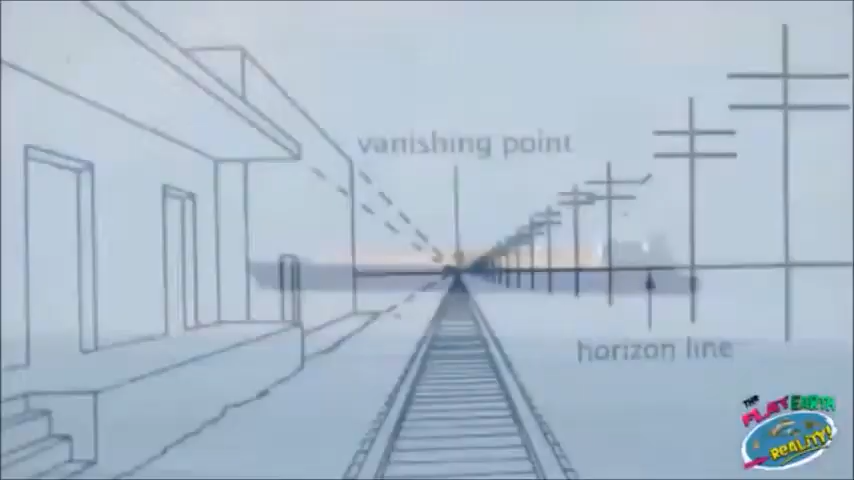 vanishing point
horizon line
THE
FLAT EARTH
REALITY!